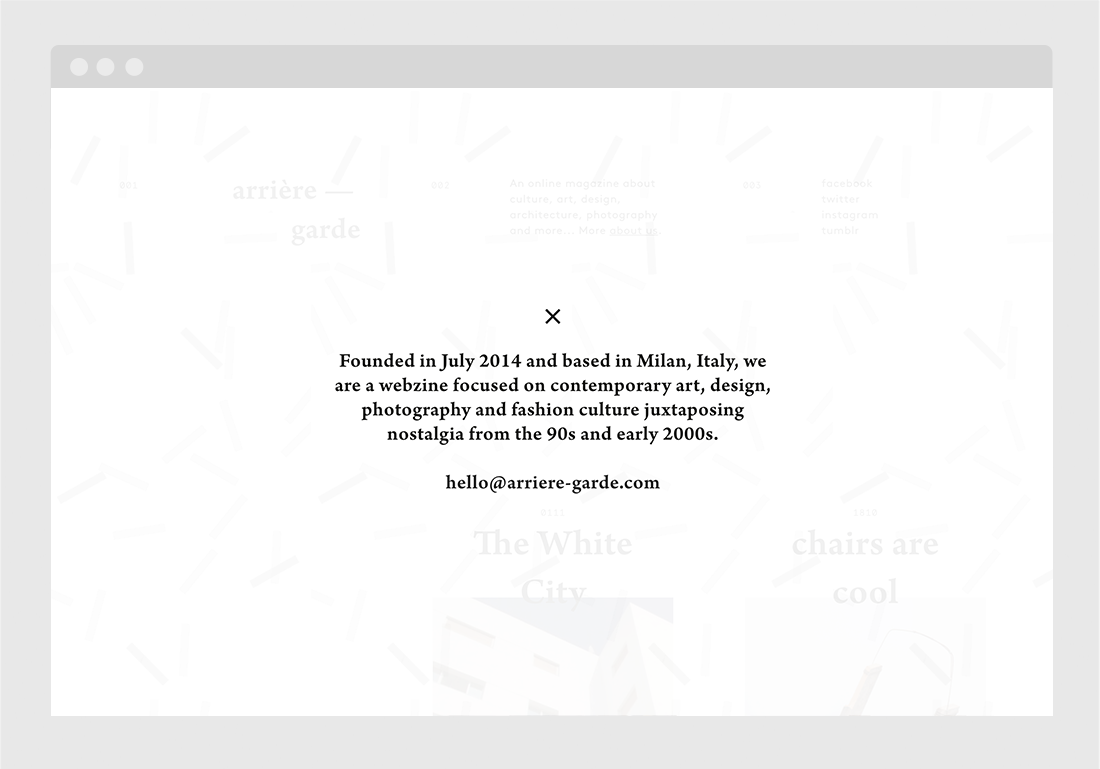 001
arrière —
garde
002
An online magazine about
culture, art, design,
architecture, photography
and more... More about us.
003
facebook
twitter
instagram
tumblr
×
Founded in July 2014 and based in Milan, Italy, we
are a webzine focused on contemporary art, design,
photography and fashion culture juxtaposing
nostalgia from the 90s and early 2000s.
hello@arriere-garde.com
The White
City
chairs are
cool